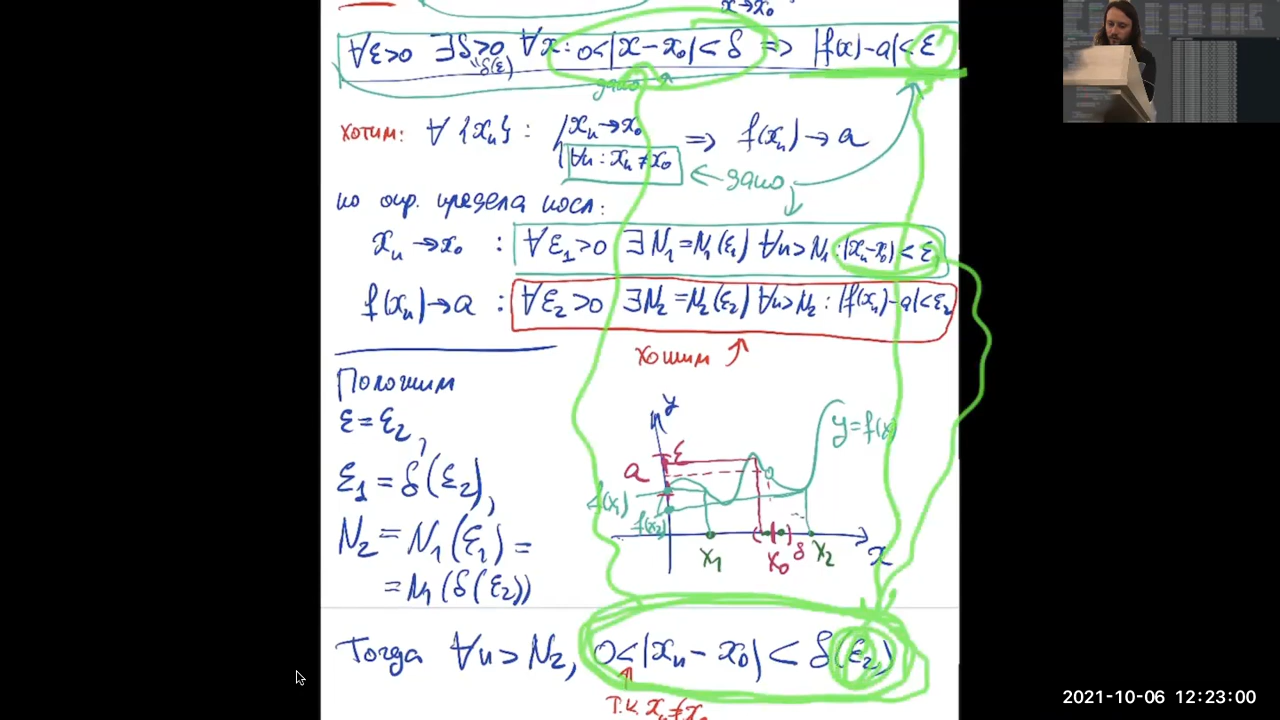 x→x₀
∀ε>0 ∃δ>0 ∀x: 0<|x-x₀|<δ => |f(x)-a|<ε
"δ(ε)
дано
хотим: ∀ {xₙ} : xₙ→x₀ => f(xₙ)→a
∀n: xₙ≠x₀
дано
по опр. предела посл:
xₙ→x₀ : ∀ε₁>0 ∃N₁=N₁(ε₁) ∀n>N₁:|xₙ-x₀|<ε
f(xₙ)→a : ∀ε₂>0 ∃N₂=N₂(ε₂) ∀n>N₂: |f(xₙ)-a|<ε₂
хотим
Положим
ε=ε₂,
ε₁=δ(ε₂),
N₂=N₁(ε₁)=
=N₁(δ(ε₂))
y
y=f(x)
ε
a
f(x₁)
f(x₂)
x₁ x₀ δ x₂ x
Тогда ∀n>N₂, 0<|xₙ-x₀|<δ(ε₂)
т.к. xₙ≠x₀
2021-10-06 12:23:00